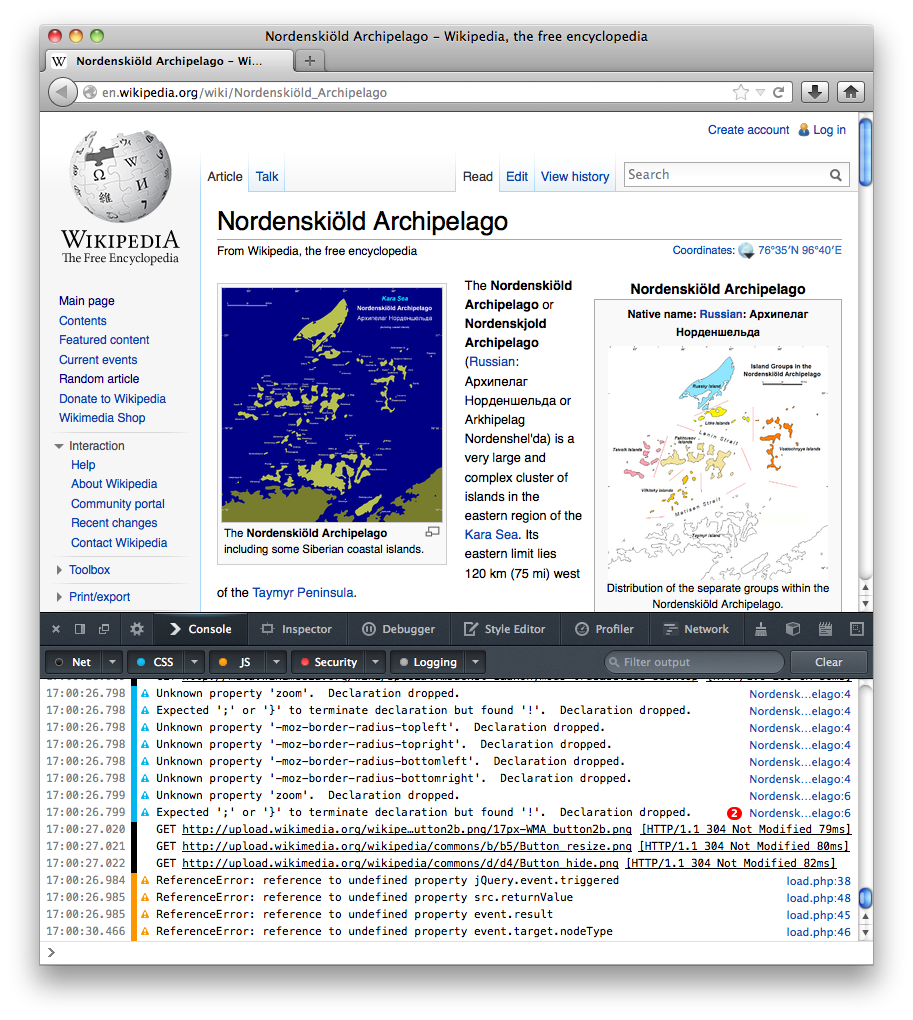 Nordenskiöld Archipelago – Wikipedia, the free encyclopedia
W Nordenskiöld Archipelago – Wi...
en.wikipedia.org/wiki/Nordenskiöld_Archipelago
Create account Log in
Article Talk Read Edit View history Search
WIKIPEDIA
The Free Encyclopedia
Main page
Contents
Featured content
Current events
Random article
Donate to Wikipedia
Wikimedia Shop
Interaction
Help
About Wikipedia
Community portal
Recent changes
Contact Wikipedia
Toolbox
Print/export
Nordenskiöld Archipelago
From Wikipedia, the free encyclopedia
Coordinates: 76°35′N 96°40′E
Kara Sea
Nordenskiöld Archipelago
Архипелаг Норденшельда
The Nordenskiöld Archipelago
including some Siberian coastal islands.
The Nordenskiöld
Archipelago or
Nordenskjold
Archipelago
(Russian:
Архипелаг
Норденшельда or
Arkhipelag
Nordenshel'da) is a
very large and
complex cluster of
islands in the
eastern region of the
Kara Sea. Its
eastern limit lies
120 km (75 mi) west
of the Taymyr Peninsula.
Nordenskiöld Archipelago
Native name: Russian: Архипелаг
Норденшельда
Island Groups in the
Nordenskiöld Archipelago
Russky Island
Litke Islands
Lenin Strait
Tsivolk Islands
Pakhtusov
Islands
Vostochnyye Islands
Vilkitsky Islands
Matisen Strait
Taymyr Island
Distribution of the separate groups within the
Nordenskiöld Archipelago.
Console Inspector Debugger Style Editor Profiler Network
Net CSS JS Security Logging Filter output Clear
17:00:26.798 Unknown property 'zoom'. Declaration dropped. Nordensk...elago:4
17:00:26.798 Expected ';' or '}' to terminate declaration but found '!'. Declaration dropped. Nordensk...elago:4
17:00:26.798 Unknown property '-moz-border-radius-topleft'. Declaration dropped. Nordensk...elago:4
17:00:26.798 Unknown property '-moz-border-radius-topright'. Declaration dropped. Nordensk...elago:4
17:00:26.798 Unknown property '-moz-border-radius-bottomleft'. Declaration dropped. Nordensk...elago:4
17:00:26.798 Unknown property '-moz-border-radius-bottomright'. Declaration dropped. Nordensk...elago:4
17:00:26.799 Unknown property 'zoom'. Declaration dropped. Nordensk...elago:6
17:00:26.799 Expected ';' or '}' to terminate declaration but found '!'. Declaration dropped. 2 Nordensk...elago:6
17:00:27.020 GET http://upload.wikimedia.org/wikipe…utton2b.png/17px-WMA_button2b.png [HTTP/1.1 304 Not Modified 79ms]
17:00:27.021 GET http://upload.wikimedia.org/wikipedia/commons/b/b5/Button_resize.png [HTTP/1.1 304 Not Modified 80ms]
17:00:27.022 GET http://upload.wikimedia.org/wikipedia/commons/d/d4/Button_hide.png [HTTP/1.1 304 Not Modified 82ms]
17:00:26.984 ReferenceError: reference to undefined property jQuery.event.triggered load.php:38
17:00:26.985 ReferenceError: reference to undefined property src.returnValue load.php:48
17:00:26.985 ReferenceError: reference to undefined property event.result load.php:45
17:00:30.466 ReferenceError: reference to undefined property event.target.nodeType load.php:46